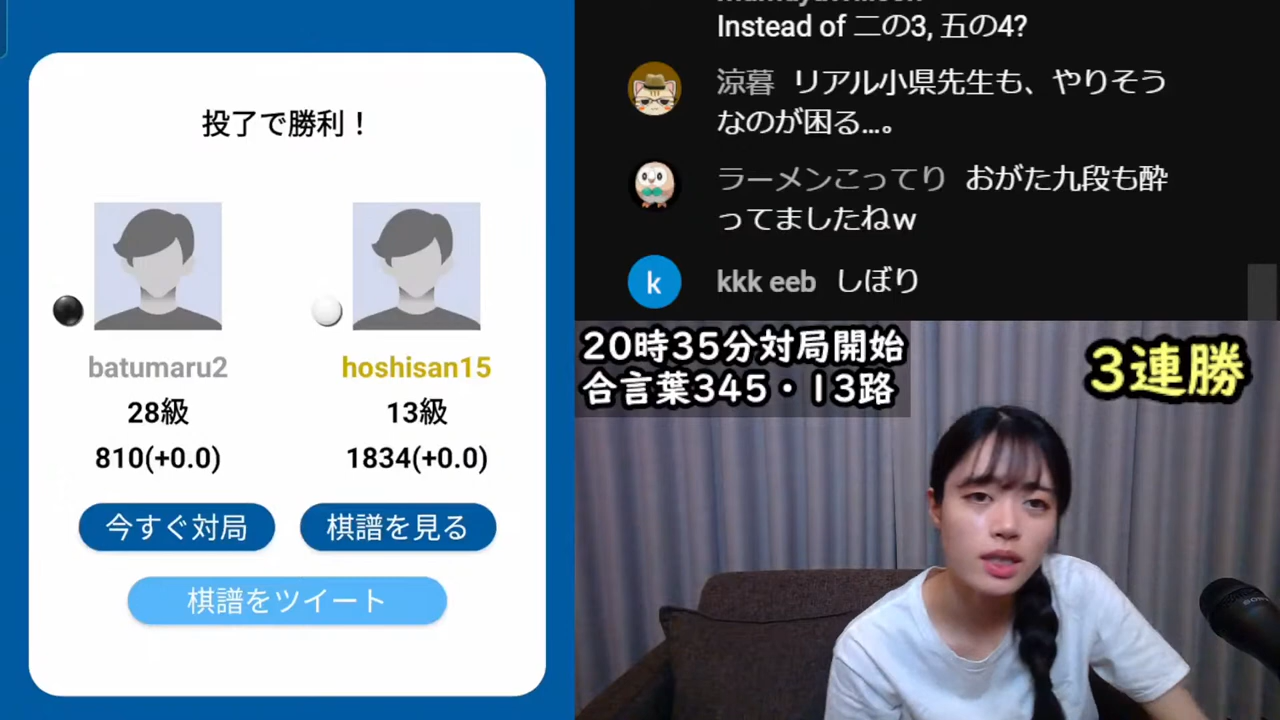 投了で勝利！
batumaru2
28級
810(+0.0)
hoshisan15
13級
1834(+0.0)
今すぐ対局
棋譜を見る
棋譜をツイート
Instead of 二の3, 五の4?
涼暮 リアル小県先生も、やりそう
なのが困る...。
ラーメンこってり おがた九段も酔
ってましたねw
k
kkk eeb しぼり
20時35分対局開始
合言葉345・13路
3連勝
SONY